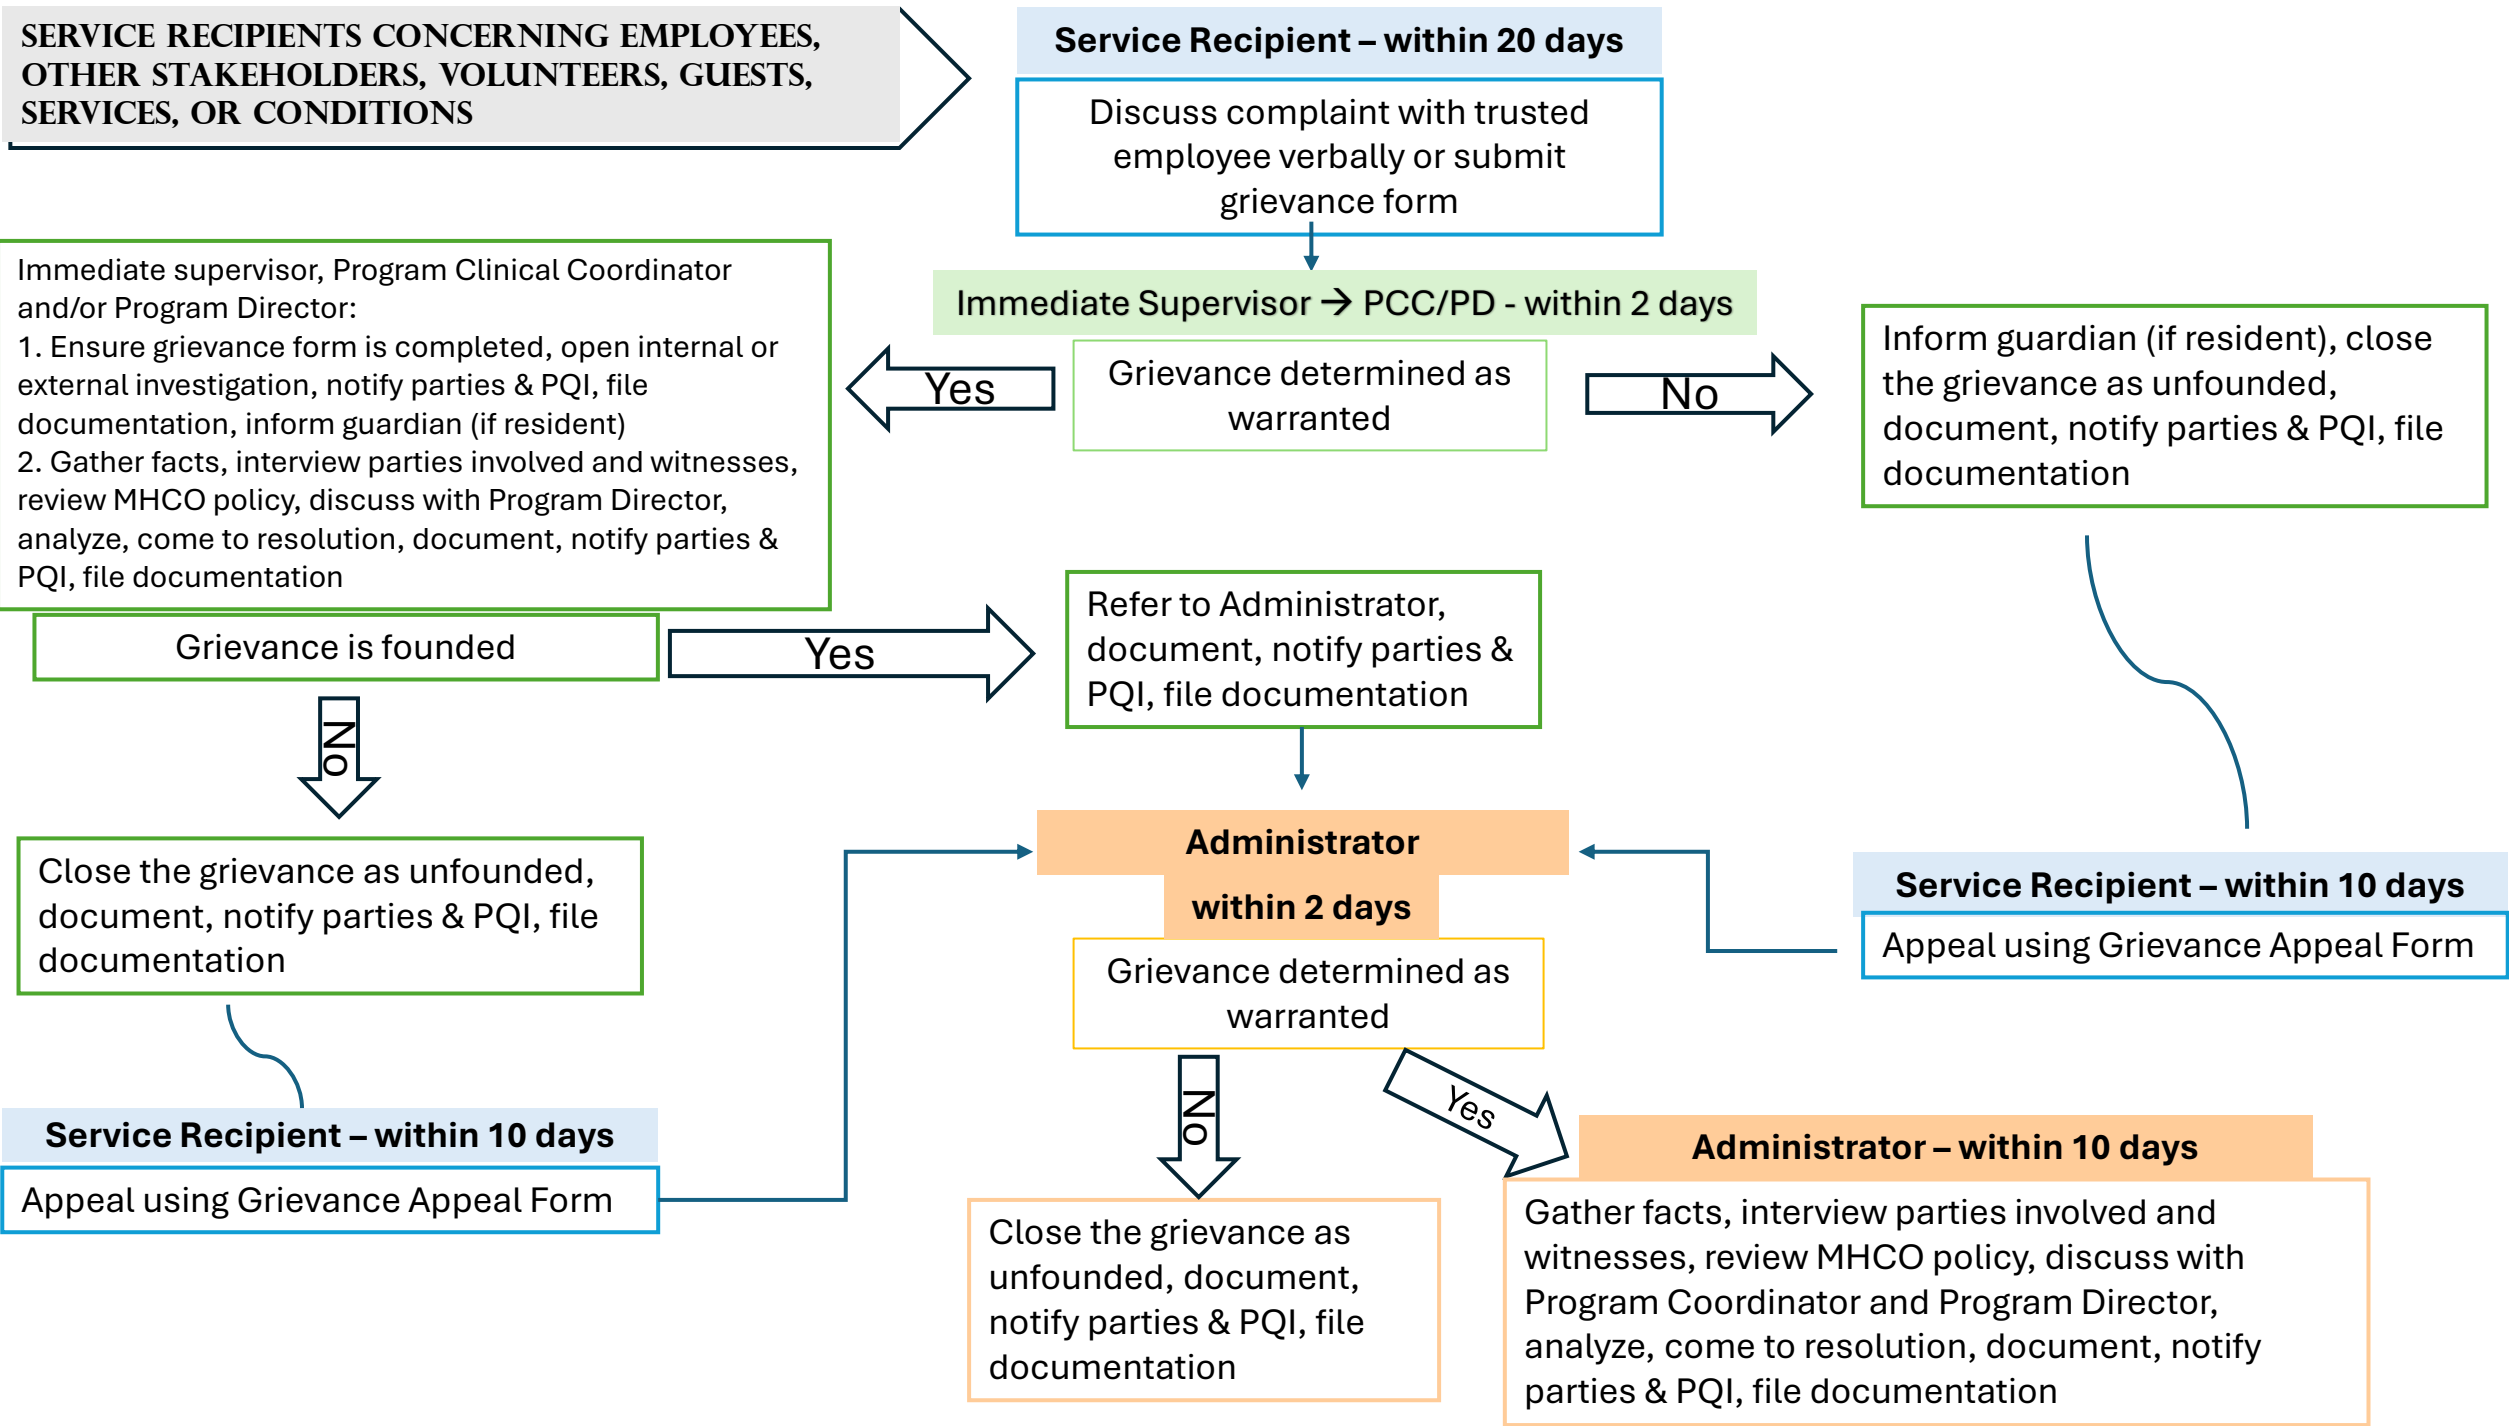 SERVICE RECIPIENTS CONCERNING EMPLOYEES,
OTHER STAKEHOLDERS, VOLUNTEERS, GUESTS,
SERVICES, OR CONDITIONS
Service Recipient – within 20 days
Discuss complaint with trusted
employee verbally or submit
grievance form
Immediate Supervisor → PCC/PD - within 2 days
Grievance determined as
warranted
Yes
No
Immediate supervisor, Program Clinical Coordinator
and/or Program Director:
1. Ensure grievance form is completed, open internal or
external investigation, notify parties & PQI, file
documentation, inform guardian (if resident)
2. Gather facts, interview parties involved and witnesses,
review MHCO policy, discuss with Program Director,
analyze, come to resolution, document, notify parties &
PQI, file documentation
Inform guardian (if resident), close
the grievance as unfounded,
document, notify parties & PQI, file
documentation
Grievance is founded
Yes
Refer to Administrator,
document, notify parties &
PQI, file documentation
No
Close the grievance as unfounded,
document, notify parties & PQI, file
documentation
Administrator
within 2 days
Grievance determined as
warranted
Service Recipient – within 10 days
Appeal using Grievance Appeal Form
Service Recipient – within 10 days
Appeal using Grievance Appeal Form
No
Yes
Close the grievance as
unfounded, document,
notify parties & PQI, file
documentation
Administrator – within 10 days
Gather facts, interview parties involved and
witnesses, review MHCO policy, discuss with
Program Coordinator and Program Director,
analyze, come to resolution, document, notify
parties & PQI, file documentation